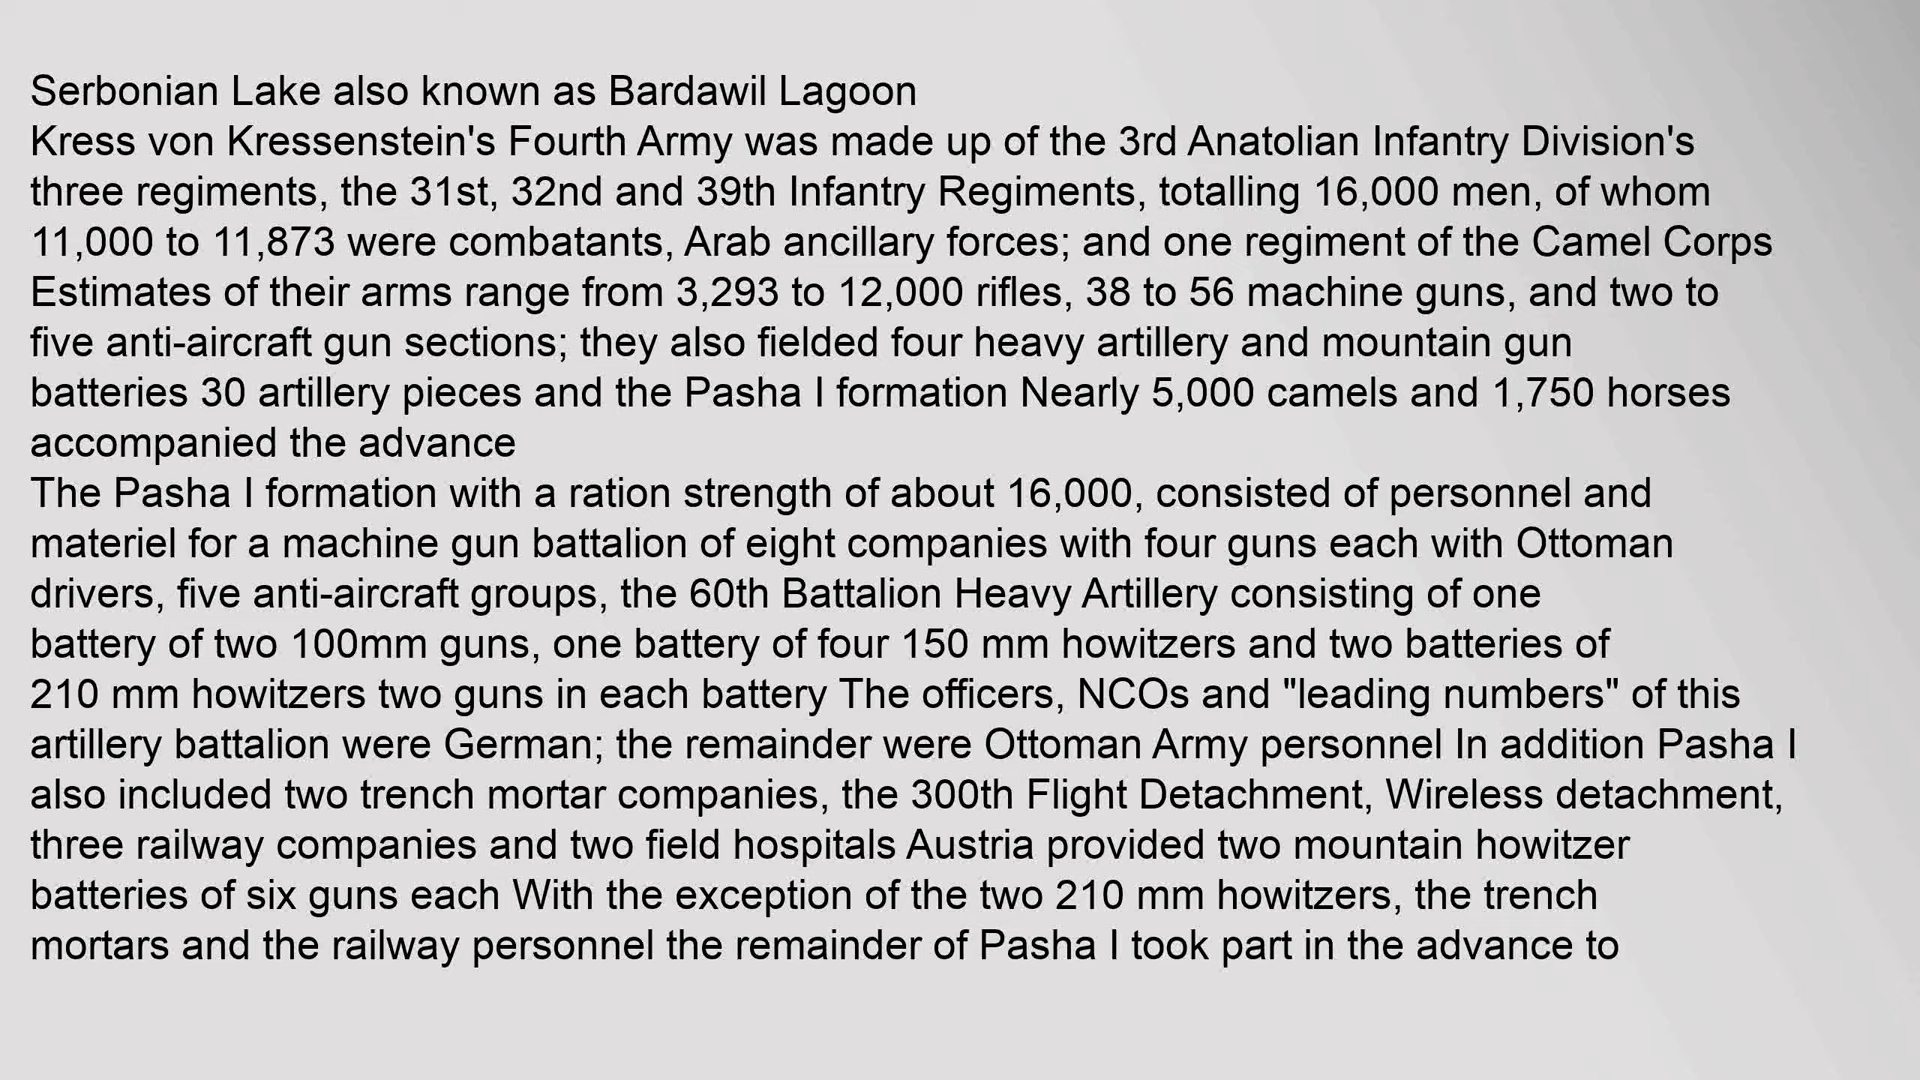 Serbonian Lake also known as Bardawil Lagoon
Kress von Kressenstein's Fourth Army was made up of the 3rd Anatolian Infantry Division's
three regiments, the 31st, 32nd and 39th Infantry Regiments, totalling 16,000 men, of whom
11,000 to 11,873 were combatants, Arab ancillary forces; and one regiment of the Camel Corps
Estimates of their arms range from 3,293 to 12,000 rifles, 38 to 56 machine guns, and two to
five anti-aircraft gun sections; they also fielded four heavy artillery and mountain gun
batteries 30 artillery pieces and the Pasha I formation Nearly 5,000 camels and 1,750 horses
accompanied the advance
The Pasha I formation with a ration strength of about 16,000, consisted of personnel and
materiel for a machine gun battalion of eight companies with four guns each with Ottoman
drivers, five anti-aircraft groups, the 60th Battalion Heavy Artillery consisting of one
battery of two 100mm guns, one battery of four 150 mm howitzers and two batteries of
210 mm howitzers two guns in each battery The officers, NCOs and "leading numbers" of this
artillery battalion were German; the remainder were Ottoman Army personnel In addition Pasha I
also included two trench mortar companies, the 300th Flight Detachment, Wireless detachment,
three railway companies and two field hospitals Austria provided two mountain howitzer
batteries of six guns each With the exception of the two 210 mm howitzers, the trench
mortars and the railway personnel the remainder of Pasha I took part in the advance to